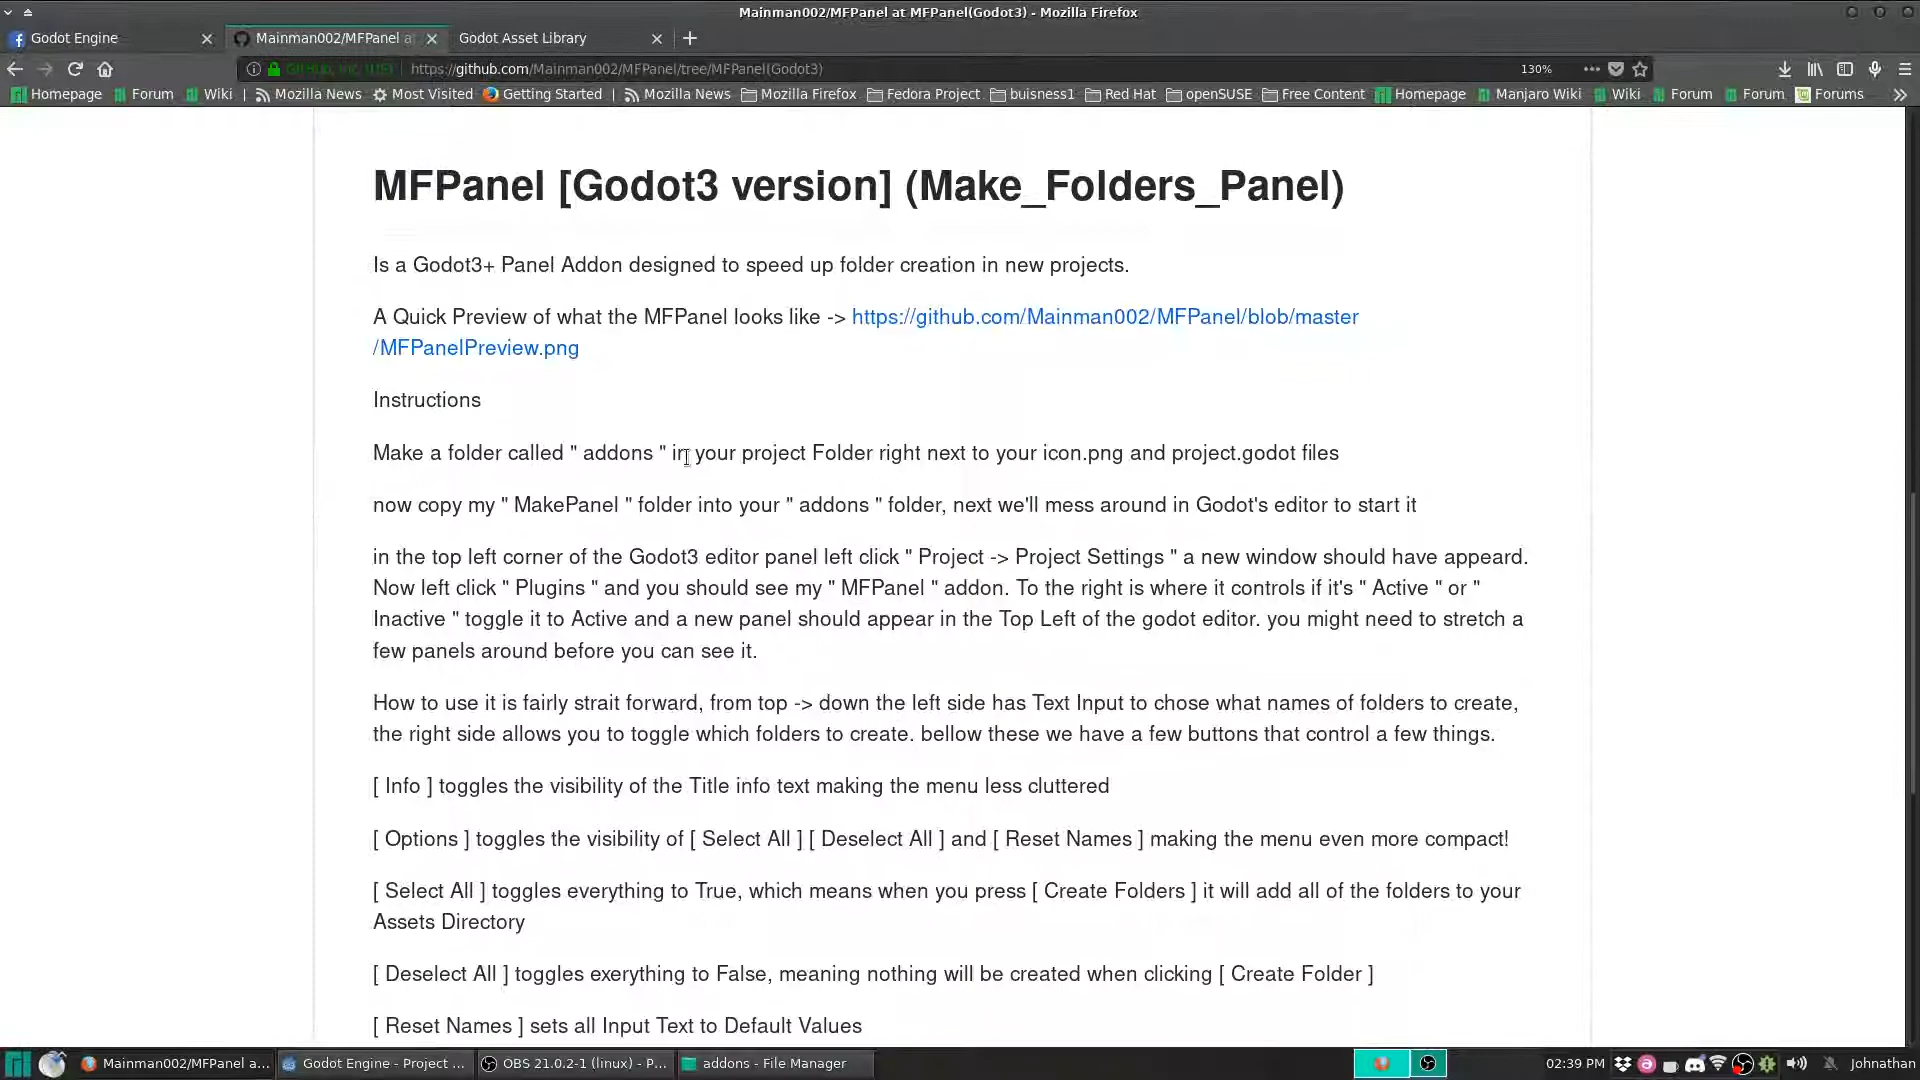 Mainman002/MFPanel at MFPanel(Godot3) - Mozilla Firefox
Godot Engine
Mainman002/MFPanel a
Godot Asset Library
GitHub, Inc. (US)
https://github.com/Mainman002/MFPanel/tree/MFPanel(Godot3)
130%
Homepage Forum Wiki | Mozilla News Most Visited Getting Started | Mozilla News Mozilla Firefox Fedora Project buisness1 Red Hat openSUSE Free Content Homepage Manjaro Wiki Wiki Forum Forum Forums
MFPanel [Godot3 version] (Make_Folders_Panel)
Is a Godot3+ Panel Addon designed to speed up folder creation in new projects.
A Quick Preview of what the MFPanel looks like -> https://github.com/Mainman002/MFPanel/blob/master
/MFPanelPreview.png
Instructions
Make a folder called " addons " in your project Folder right next to your icon.png and project.godot files
now copy my " MakePanel " folder into your " addons " folder, next we'll mess around in Godot's editor to start it
in the top left corner of the Godot3 editor panel left click " Project -> Project Settings " a new window should have appeard.
Now left click " Plugins " and you should see my " MFPanel " addon. To the right is where it controls if it's " Active " or "
Inactive " toggle it to Active and a new panel should appear in the Top Left of the godot editor. you might need to stretch a
few panels around before you can see it.
How to use it is fairly strait forward, from top -> down the left side has Text Input to chose what names of folders to create,
the right side allows you to toggle which folders to create. bellow these we have a few buttons that control a few things.
[ Info ] toggles the visibility of the Title info text making the menu less cluttered
[ Options ] toggles the visibility of [ Select All ] [ Deselect All ] and [ Reset Names ] making the menu even more compact!
[ Select All ] toggles everything to True, which means when you press [ Create Folders ] it will add all of the folders to your
Assets Directory
[ Deselect All ] toggles exerything to False, meaning nothing will be created when clicking [ Create Folder ]
[ Reset Names ] sets all Input Text to Default Values
Mainman002/MFPanel a...
Godot Engine - Project ...
OBS 21.0.2-1 (linux) - P...
addons - File Manager
02:39 PM
Johnathan